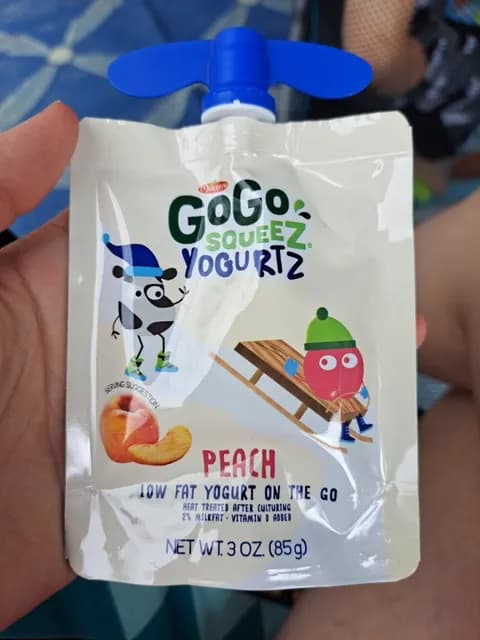 GoGo
SQUEEZ
YOGURTZ
SERVING SUGGESTION
PEACH
LOW FAT YOGURT ON THE GO
HEAT TREATED AFTER CULTURING
2% MILKFAT - VITAMIN D ADDED
NET WT. 3 OZ. (85g)